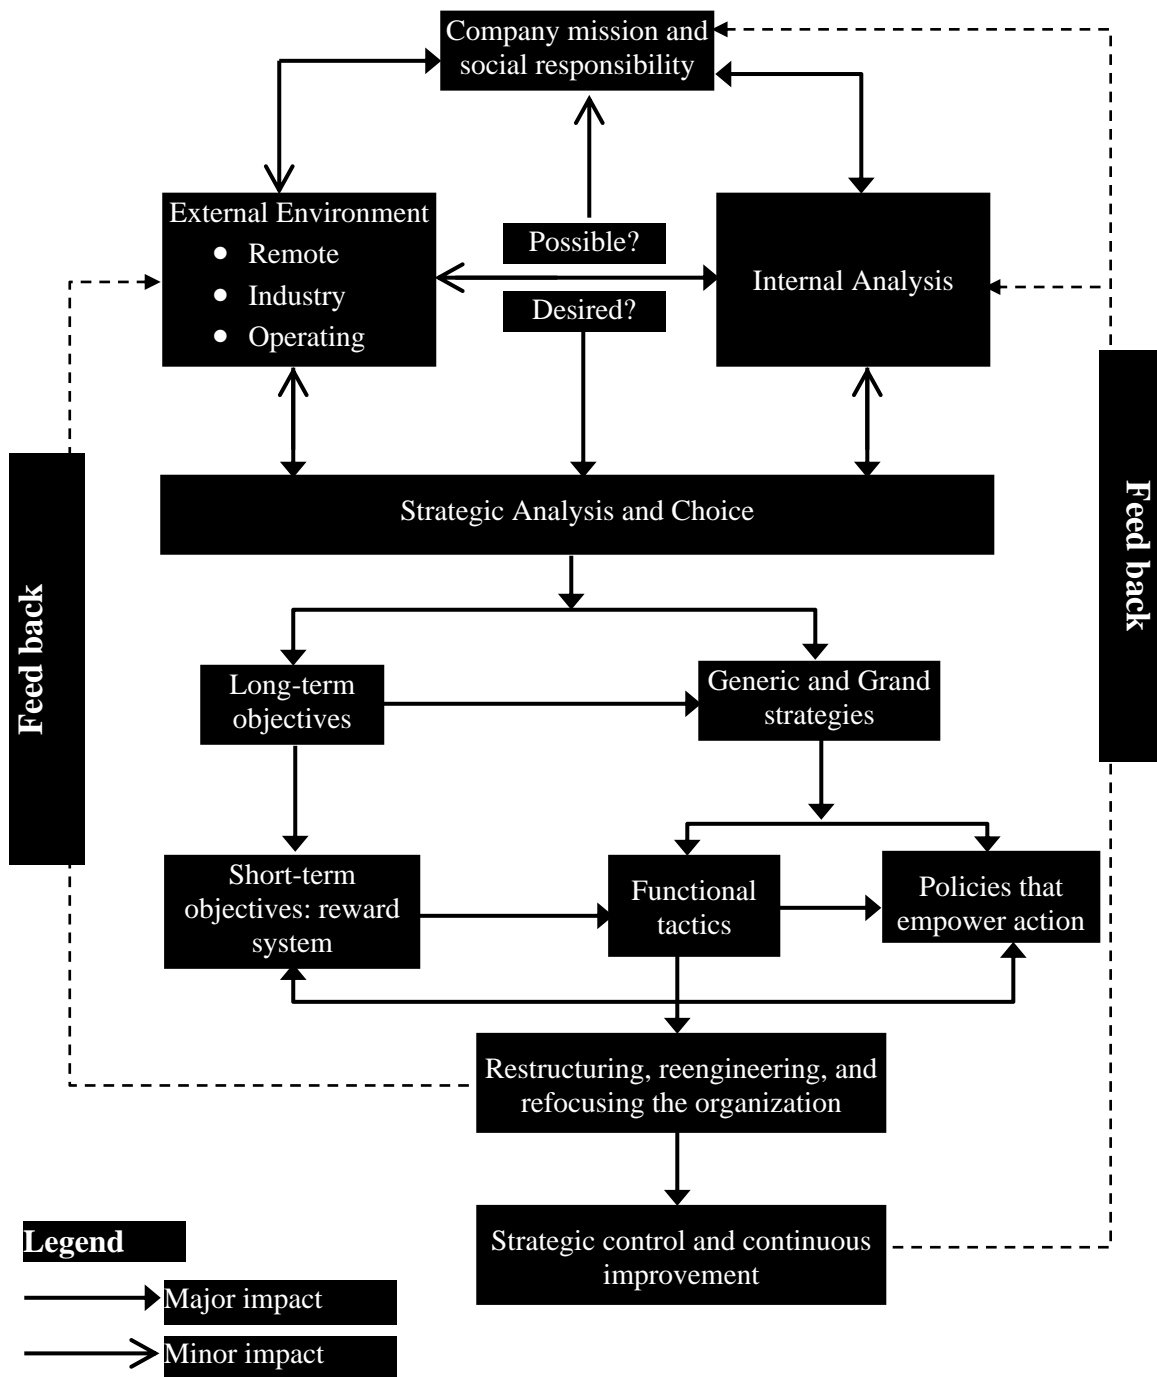 Company mission and
social responsibility
External Environment
• Remote
• Industry
• Operating
Possible?
Desired?
Internal Analysis
Strategic Analysis and Choice
Feed back
Feed back
Long-term
objectives
Generic and Grand
strategies
Short-term
objectives: reward
system
Functional
tactics
Policies that
empower action
Restructuring, reengineering, and
refocusing the organization
Strategic control and continuous
improvement
Legend
Major impact
Minor impact